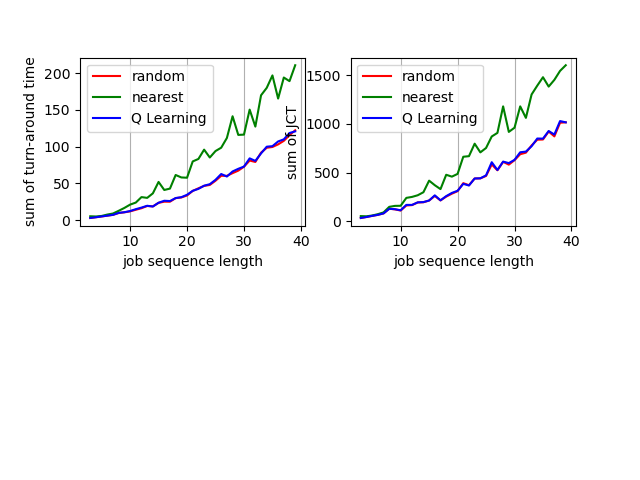 sum of turn-around time
200
150
100
50
0
random
nearest
Q Learning
10
20
30
40
job sequence length
sum of JCT
1500
1000
500
0
random
nearest
Q Learning
10
20
30
40
job sequence length